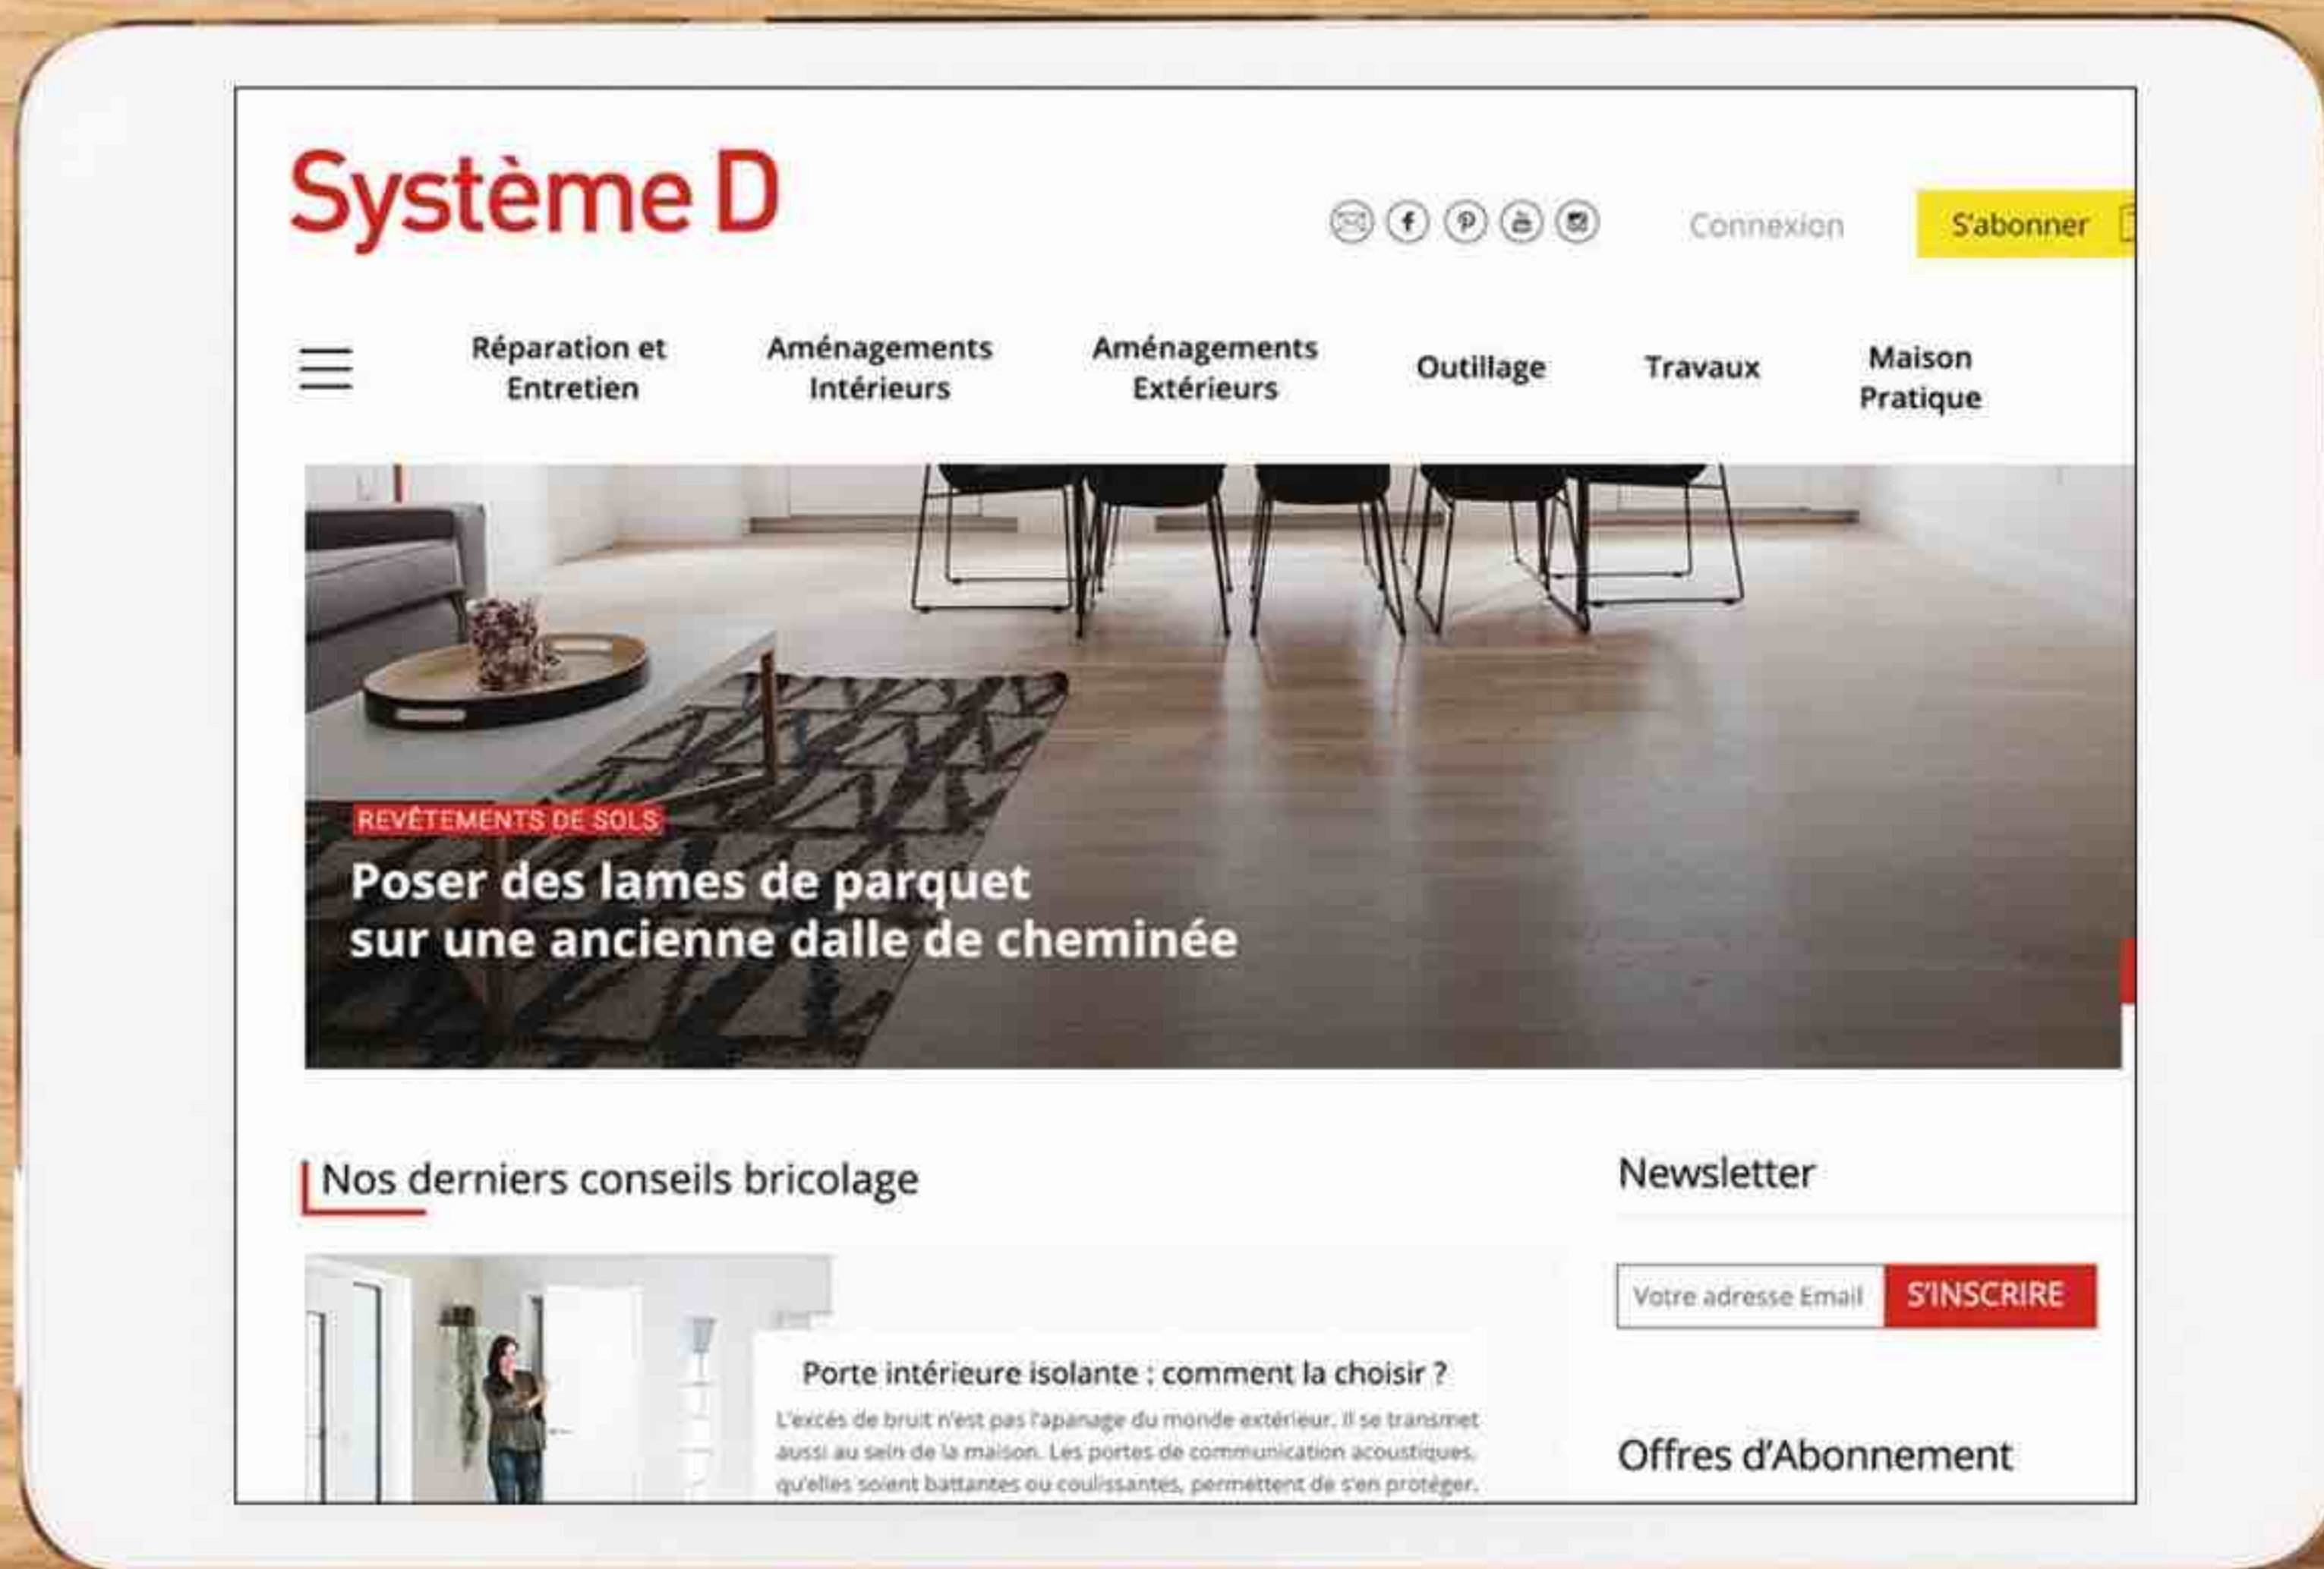 Système D
Connexion
S'abonner
Réparation et
Entretien
Aménagements
Intérieurs
Aménagements
Extérieurs
Outillage
Travaux
Maison
Pratique
REVÊTEMENTS DE SOLS
Poser des lames de parquet
sur une ancienne dalle de cheminée
Nos derniers conseils bricolage
Porte intérieure isolante : comment la choisir ?
L'excés de bruit n'est pas l'apanage du monde extérieur. Il se transmet
aussi au sein de la maison. Les portes de communication acoustiques,
qu'elles soient battantes ou coulissantes, permettent de s'en protéger.
Newsletter
Votre adresse Email
S'INSCRIRE
Offres d'Abonnement